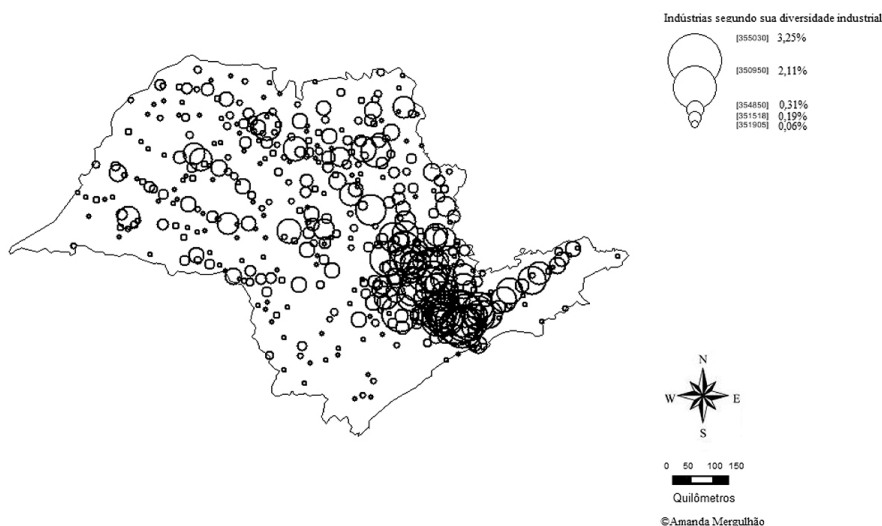 Indústrias segundo sua diversidade industrial
[355030] 3,25%
[350950] 2,11%
[354850] 0,31%
[351518] 0,19%
[351905] 0,06%
N
W E
S
0 50 100 150
Quilômetros
©Amanda Mergulhão